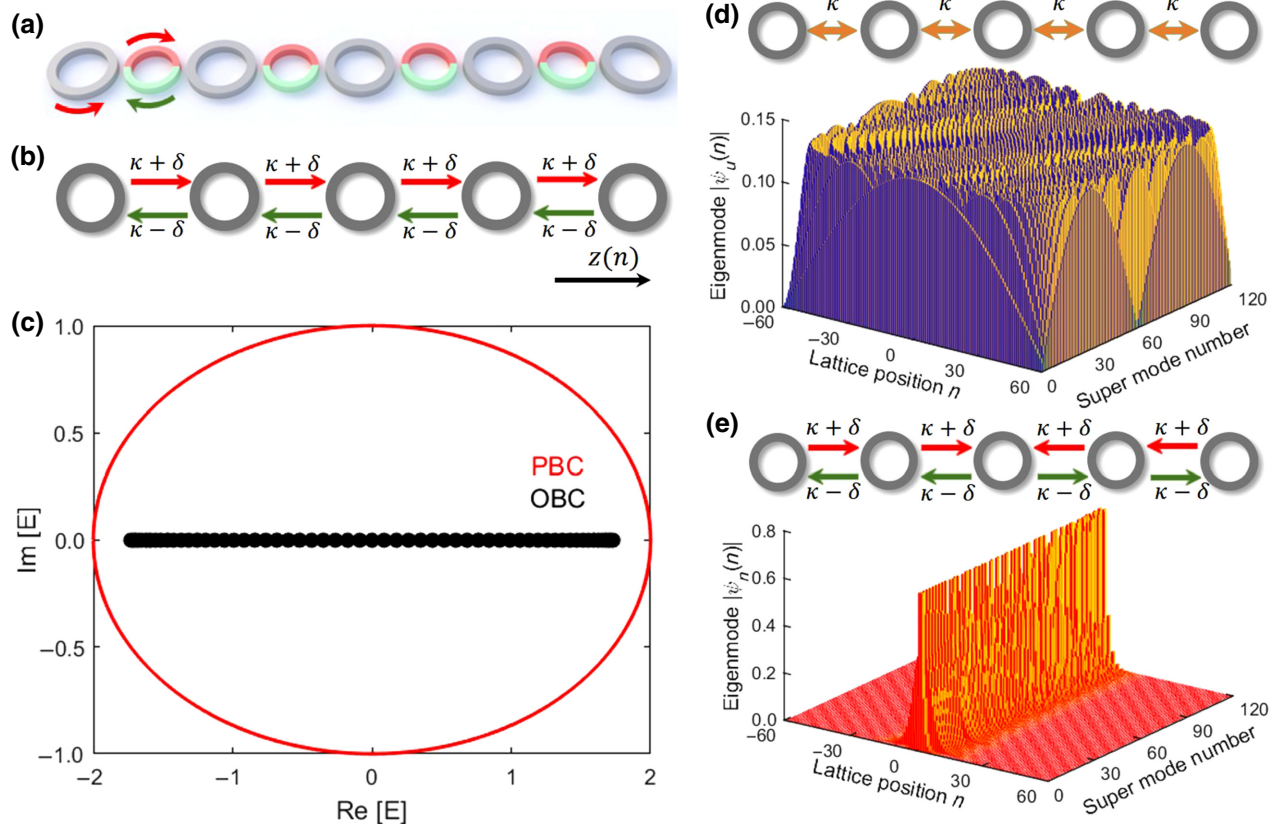 (a)
(b)
κ + δ κ + δ κ + δ κ + δ
κ − δ κ − δ κ − δ κ − δ
z(n)
(c)
1.0
0.5
0.0
−0.5
−1.0
Im [E]
PBC
OBC
−2 −1 0 1 2
Re [E]
(d)
κ κ κ κ
0.15
0.10
0.05
0.00
Eigenmode |ψu(n)|
−60 −30 0 30 60
Lattice position n
0 30 60 90 120
Super mode number
(e)
κ + δ κ + δ κ + δ κ + δ
κ − δ κ − δ κ − δ κ − δ
0.8
0.6
0.4
0.2
0.0
Eigenmode |ψn(n)|
−60 −30 0 30 60
Lattice position n
0 30 60 90 120
Super mode number